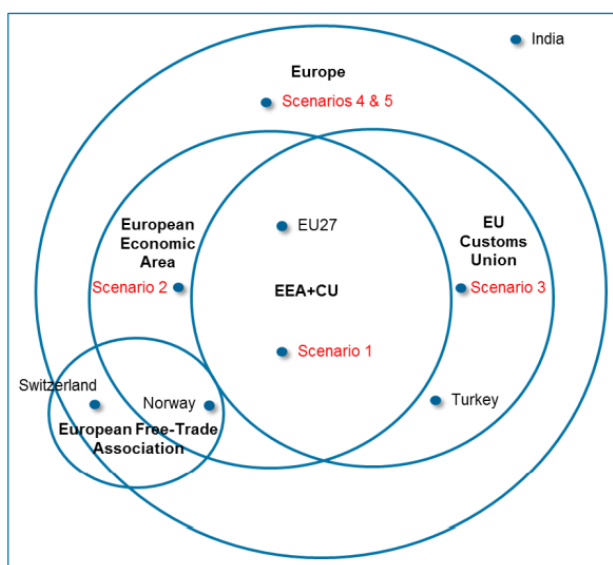 India
Europe
Scenarios 4 & 5
European
Economic
Area
EU27
EU
Customs
Union
Scenario 2
EEA+CU
Scenario 3
Scenario 1
Switzerland
Norway
Turkey
European Free-Trade
Association